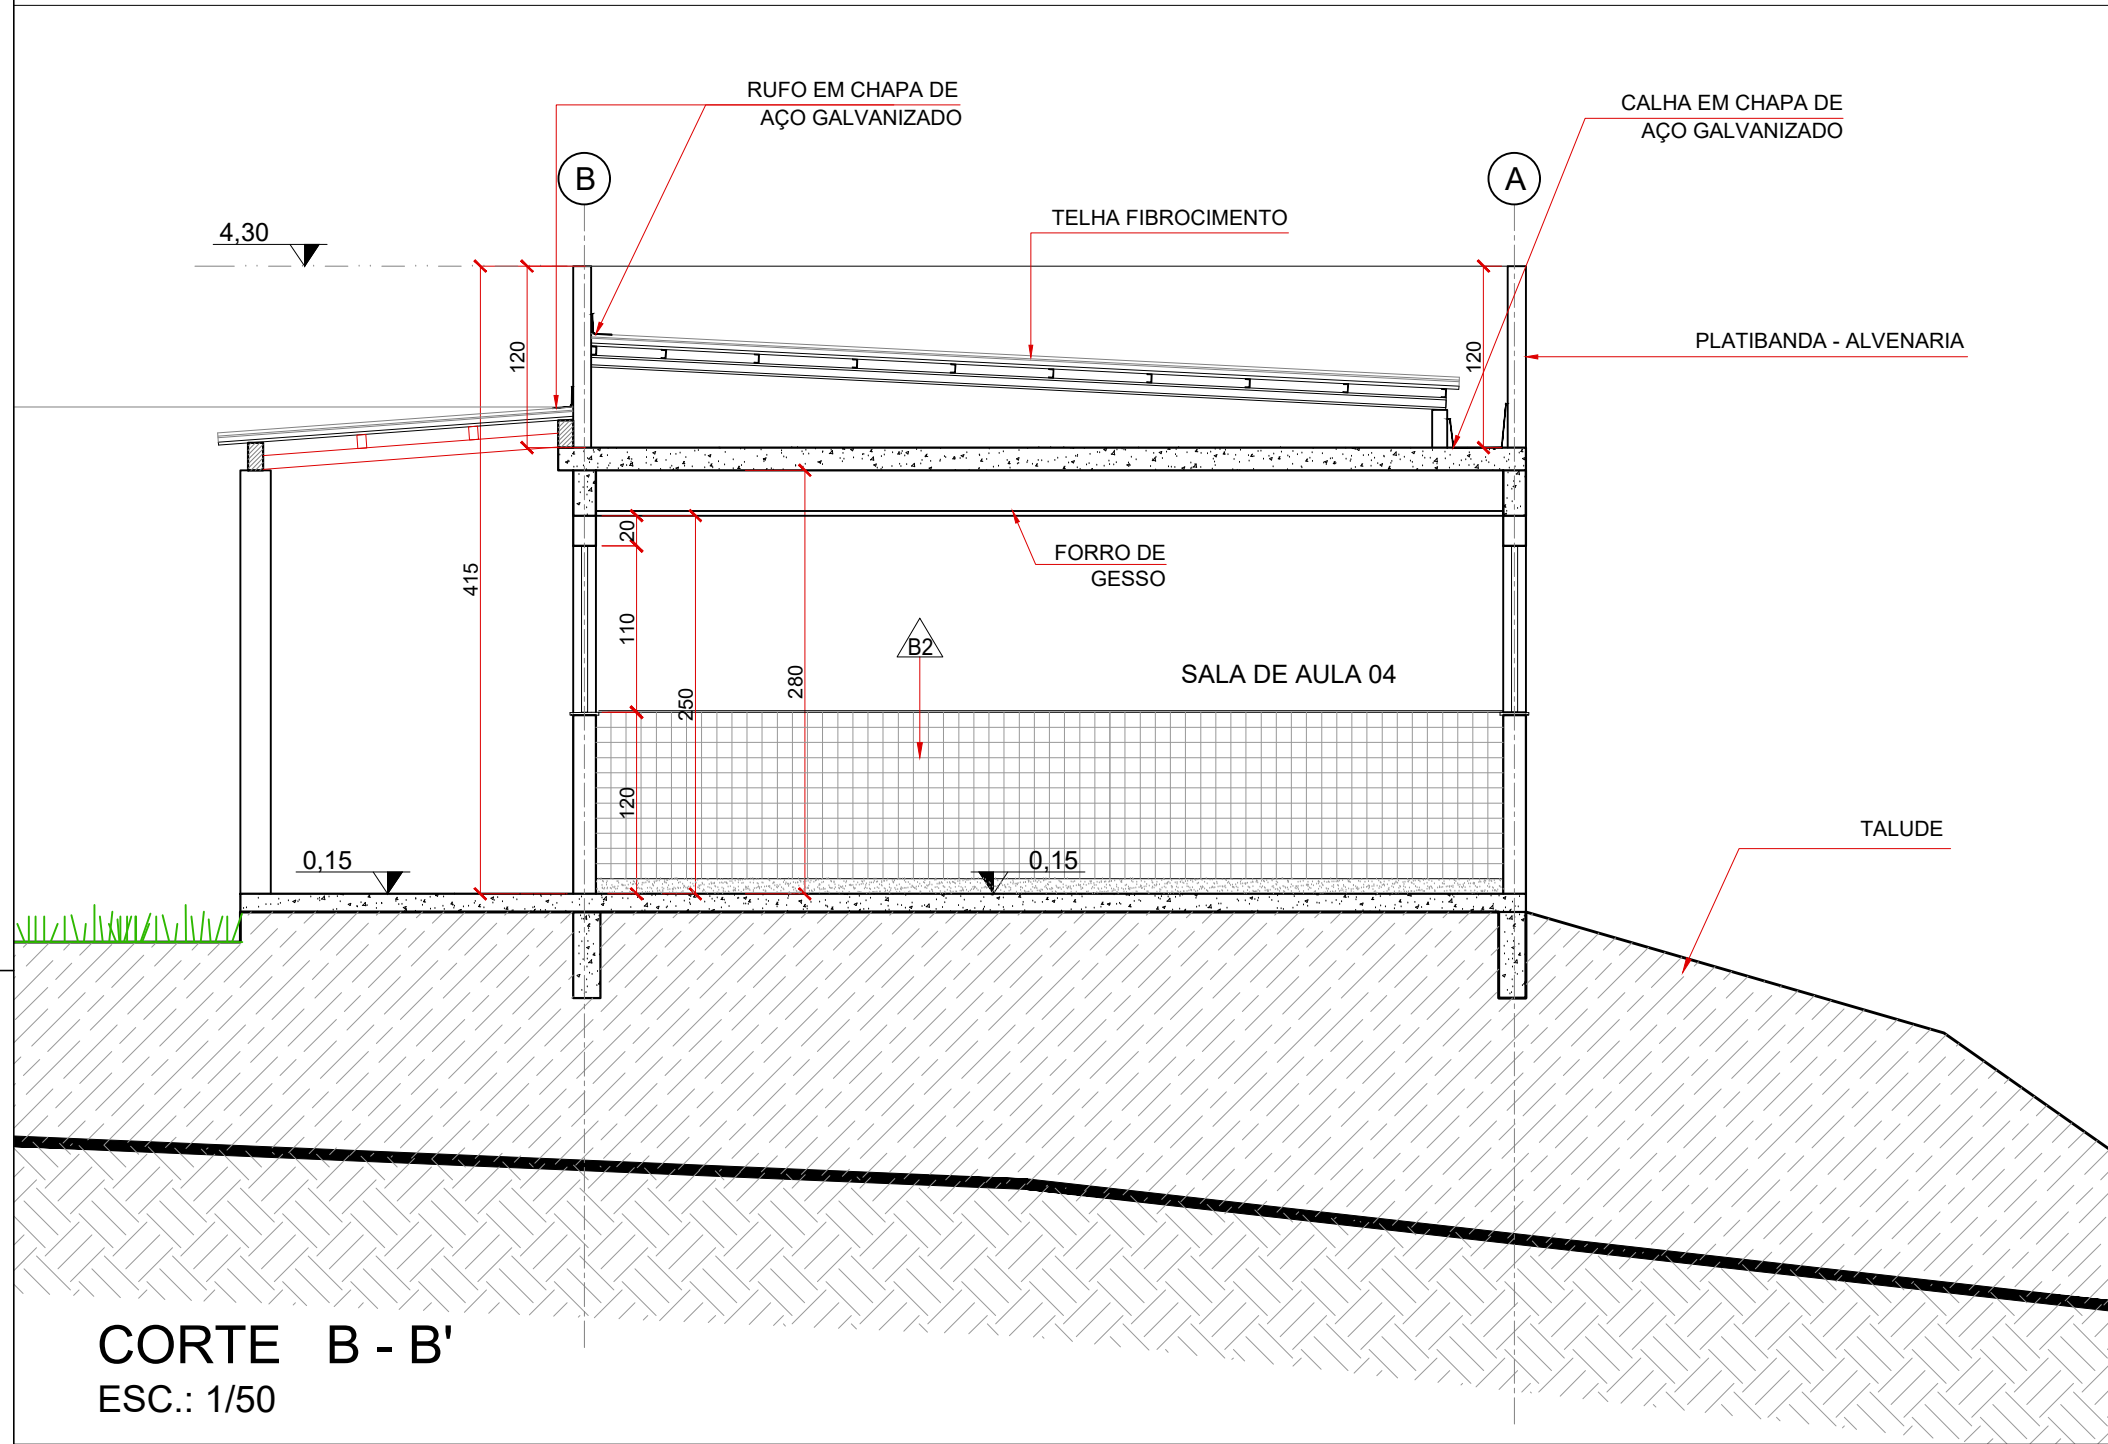 RUFO EM CHAPA DE
AÇO GALVANIZADO
CALHA EM CHAPA DE
AÇO GALVANIZADO
B
A
TELHA FIBROCIMENTO
4,30
120
120
PLATIBANDA - ALVENARIA
20
415
FORRO DE
GESSO
110
B2
250
280
SALA DE AULA 04
120
TALUDE
0,15
0,15
CORTE B - B'
ESC.: 1/50